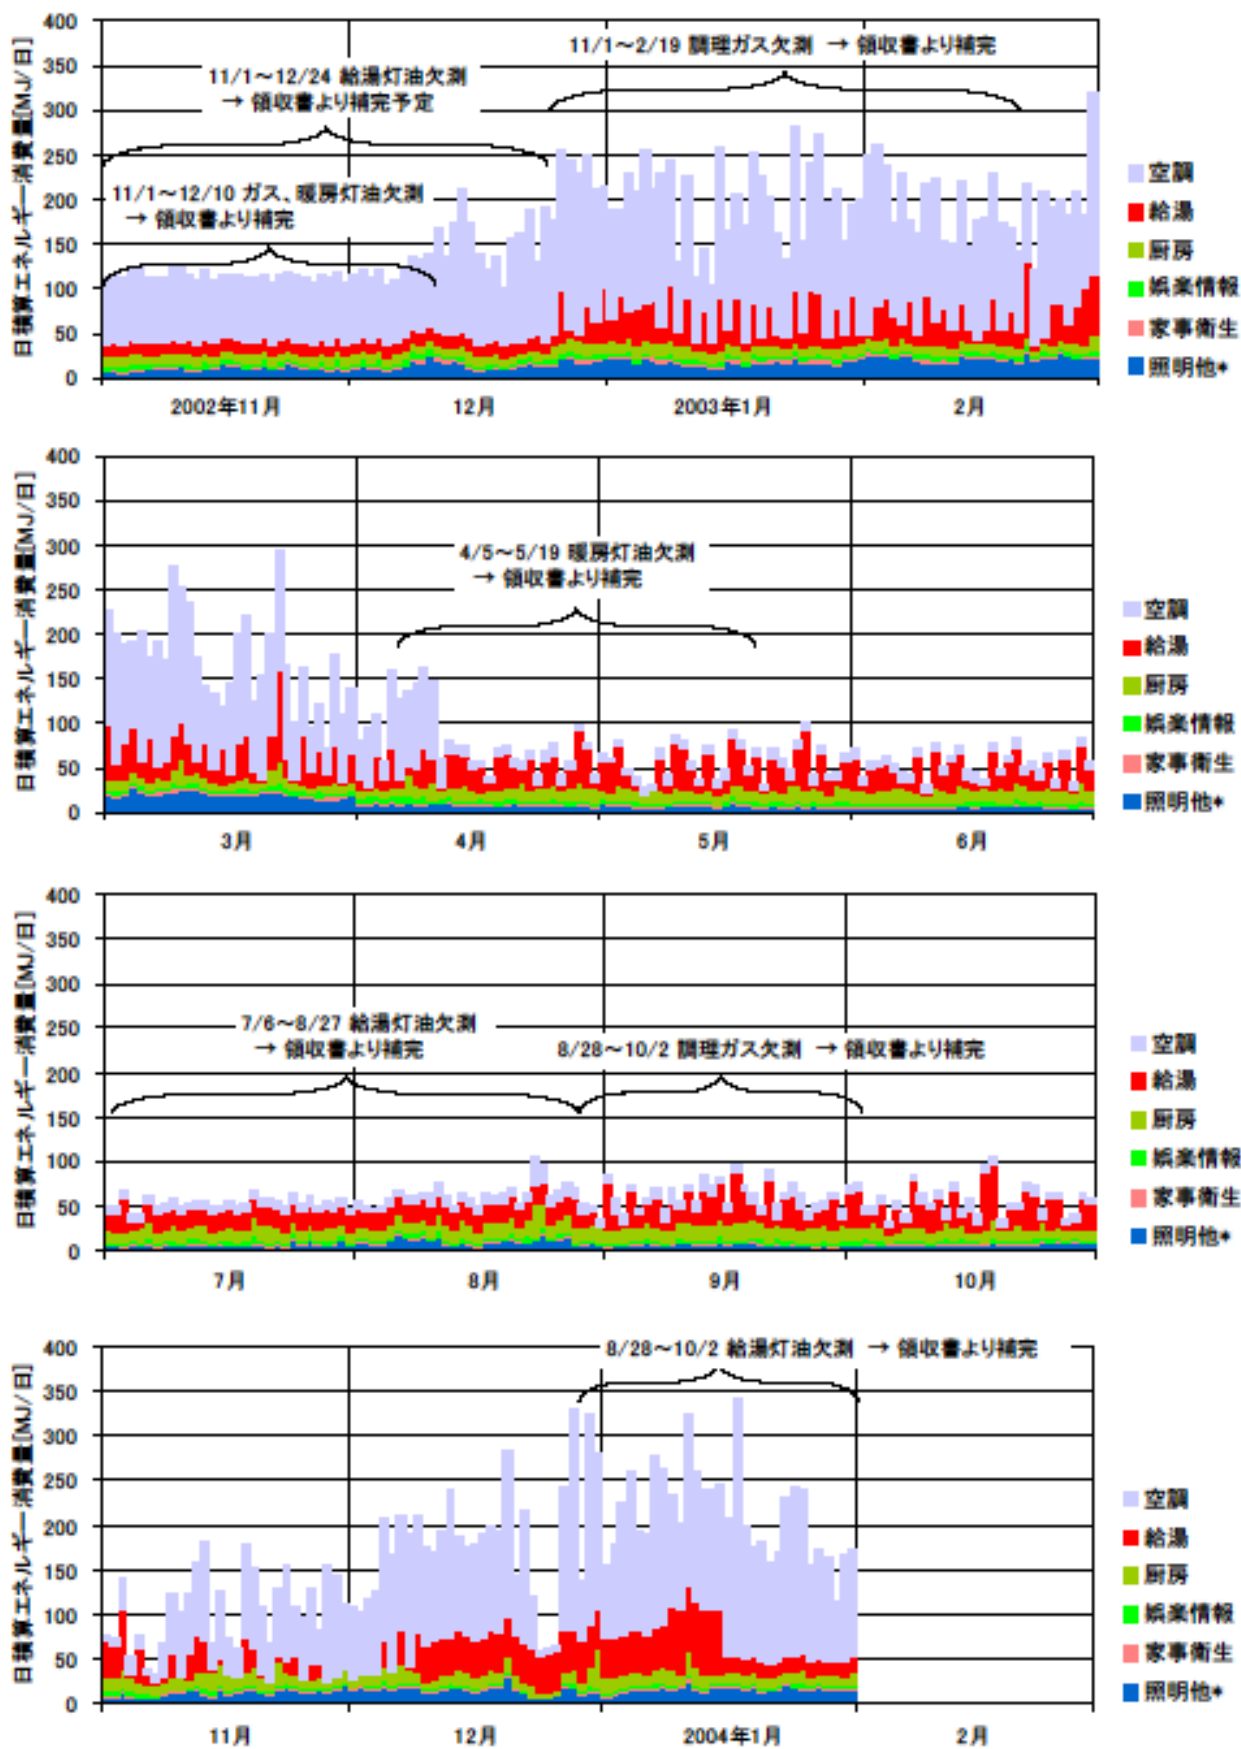 日積算エネルギー消費量[MJ/日]
400
350
300
250
200
150
100
50
0
11/1～2/19 調理ガス欠測 → 領収書より補完
11/1～12/24 給湯灯油欠測
→ 領収書より補完予定
11/1～12/10 ガス、暖房灯油欠測
→ 領収書より補完
空調
給湯
厨房
娯楽情報
家事衛生
照明他*
2002年11月
12月
2003年1月
2月
日積算エネルギー消費量[MJ/日]
400
350
300
250
200
150
100
50
0
4/5～5/19 暖房灯油欠測
→ 領収書より補完
空調
給湯
厨房
娯楽情報
家事衛生
照明他*
3月
4月
5月
6月
日積算エネルギー消費量[MJ/日]
400
350
300
250
200
150
100
50
0
7/6～8/27 給湯灯油欠測
→ 領収書より補完
8/28～10/2 調理ガス欠測 → 領収書より補完
空調
給湯
厨房
娯楽情報
家事衛生
照明他*
7月
8月
9月
10月
日積算エネルギー消費量[MJ/日]
400
350
300
250
200
150
100
50
0
8/28～10/2 給湯灯油欠測 → 領収書より補完
空調
給湯
厨房
娯楽情報
家事衛生
照明他*
11月
12月
2004年1月
2月